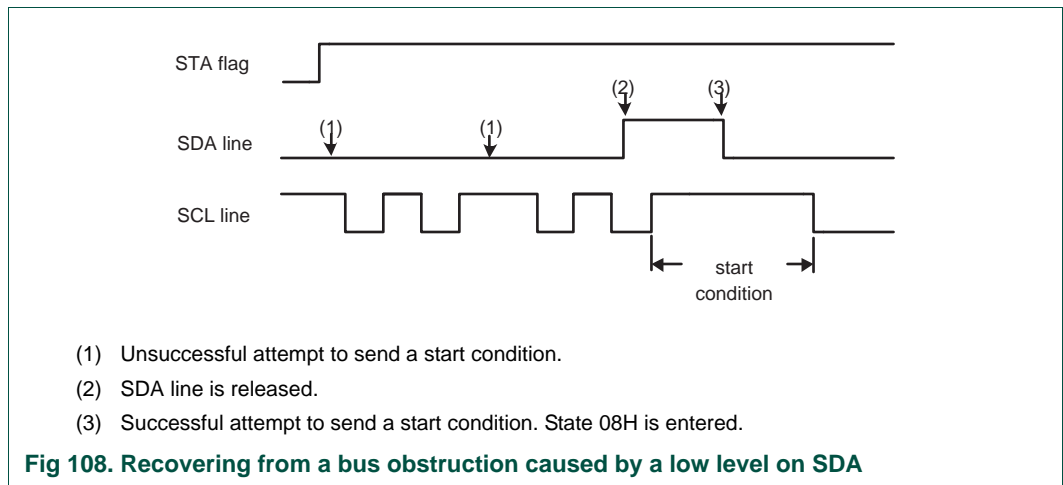 STA flag
(2)
(3)
(1)
(1)
SDA line
SCL line
start
condition
(1) Unsuccessful attempt to send a start condition.
(2) SDA line is released.
(3) Successful attempt to send a start condition. State 08H is entered.
Fig 108. Recovering from a bus obstruction caused by a low level on SDA